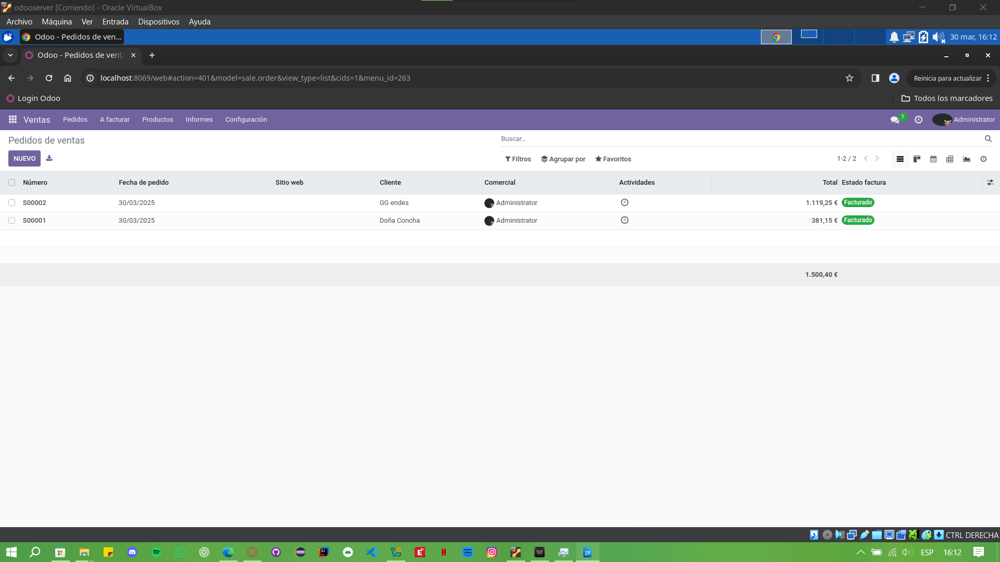 odooserver [Corriendo] - Oracle VirtualBox
Archivo Máquina Ver Entrada Dispositivos Ayuda
Odoo - Pedidos de ven...
30 mar, 16:12
Odoo - Pedidos de venta
localhost:8069/web#action=401&model=sale.order&view_type=list&cids=1&menu_id=263
Reinicia para actualizar
Login Odoo
Todos los marcadores
Ventas Pedidos A facturar Productos Informes Configuración
1
Administrator
Pedidos de ventas
Buscar...
NUEVO
Filtros Agrupar por Favoritos
1-2 / 2
Número Fecha de pedido Sitio web Cliente Comercial Actividades Total Estado factura
S00002 30/03/2025 GG endes Administrator 1.119,25 € Facturado
S00001 30/03/2025 Doña Concha Administrator 381,15 € Facturado
1.500,40 €
CTRL DERECHA
ESP 16:12